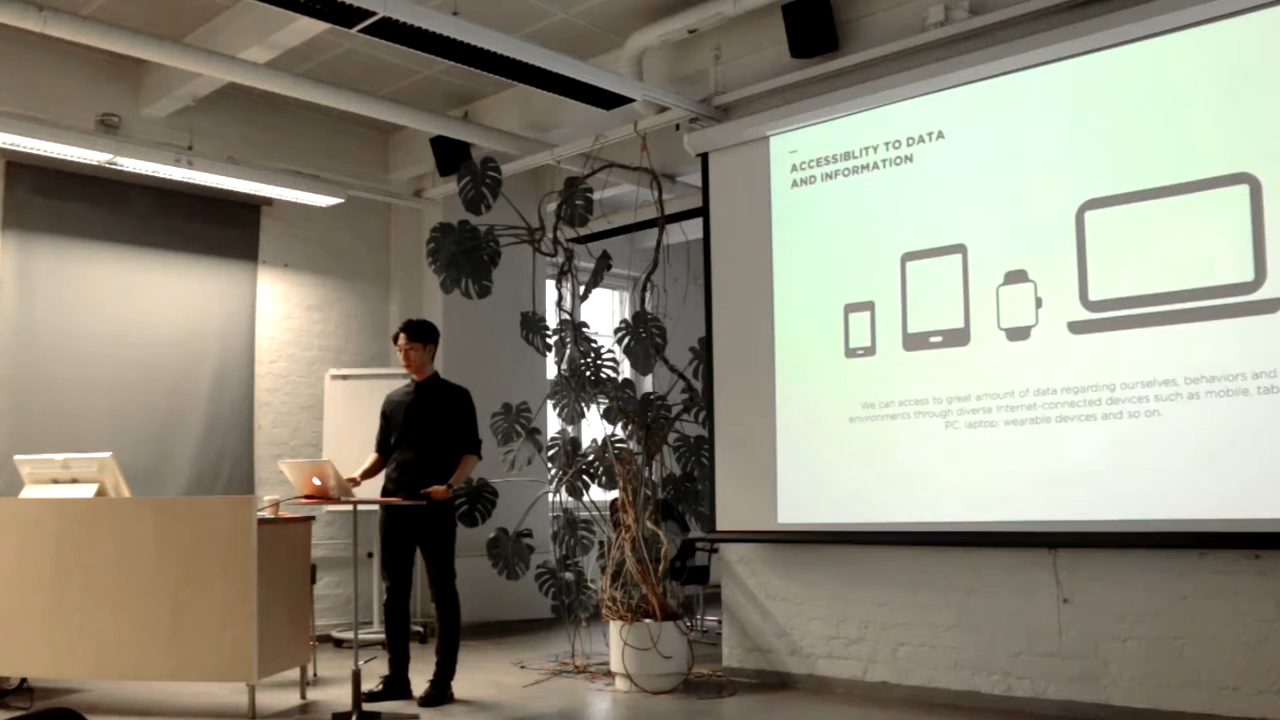 ACCESSIBLITY TO DATA
AND INFORMATION
We can access to great amount of data regarding ourselves, behaviors and
environments through diverse Internet-connected devices such as mobile, tab
PC, laptop, wearable devices and so on.